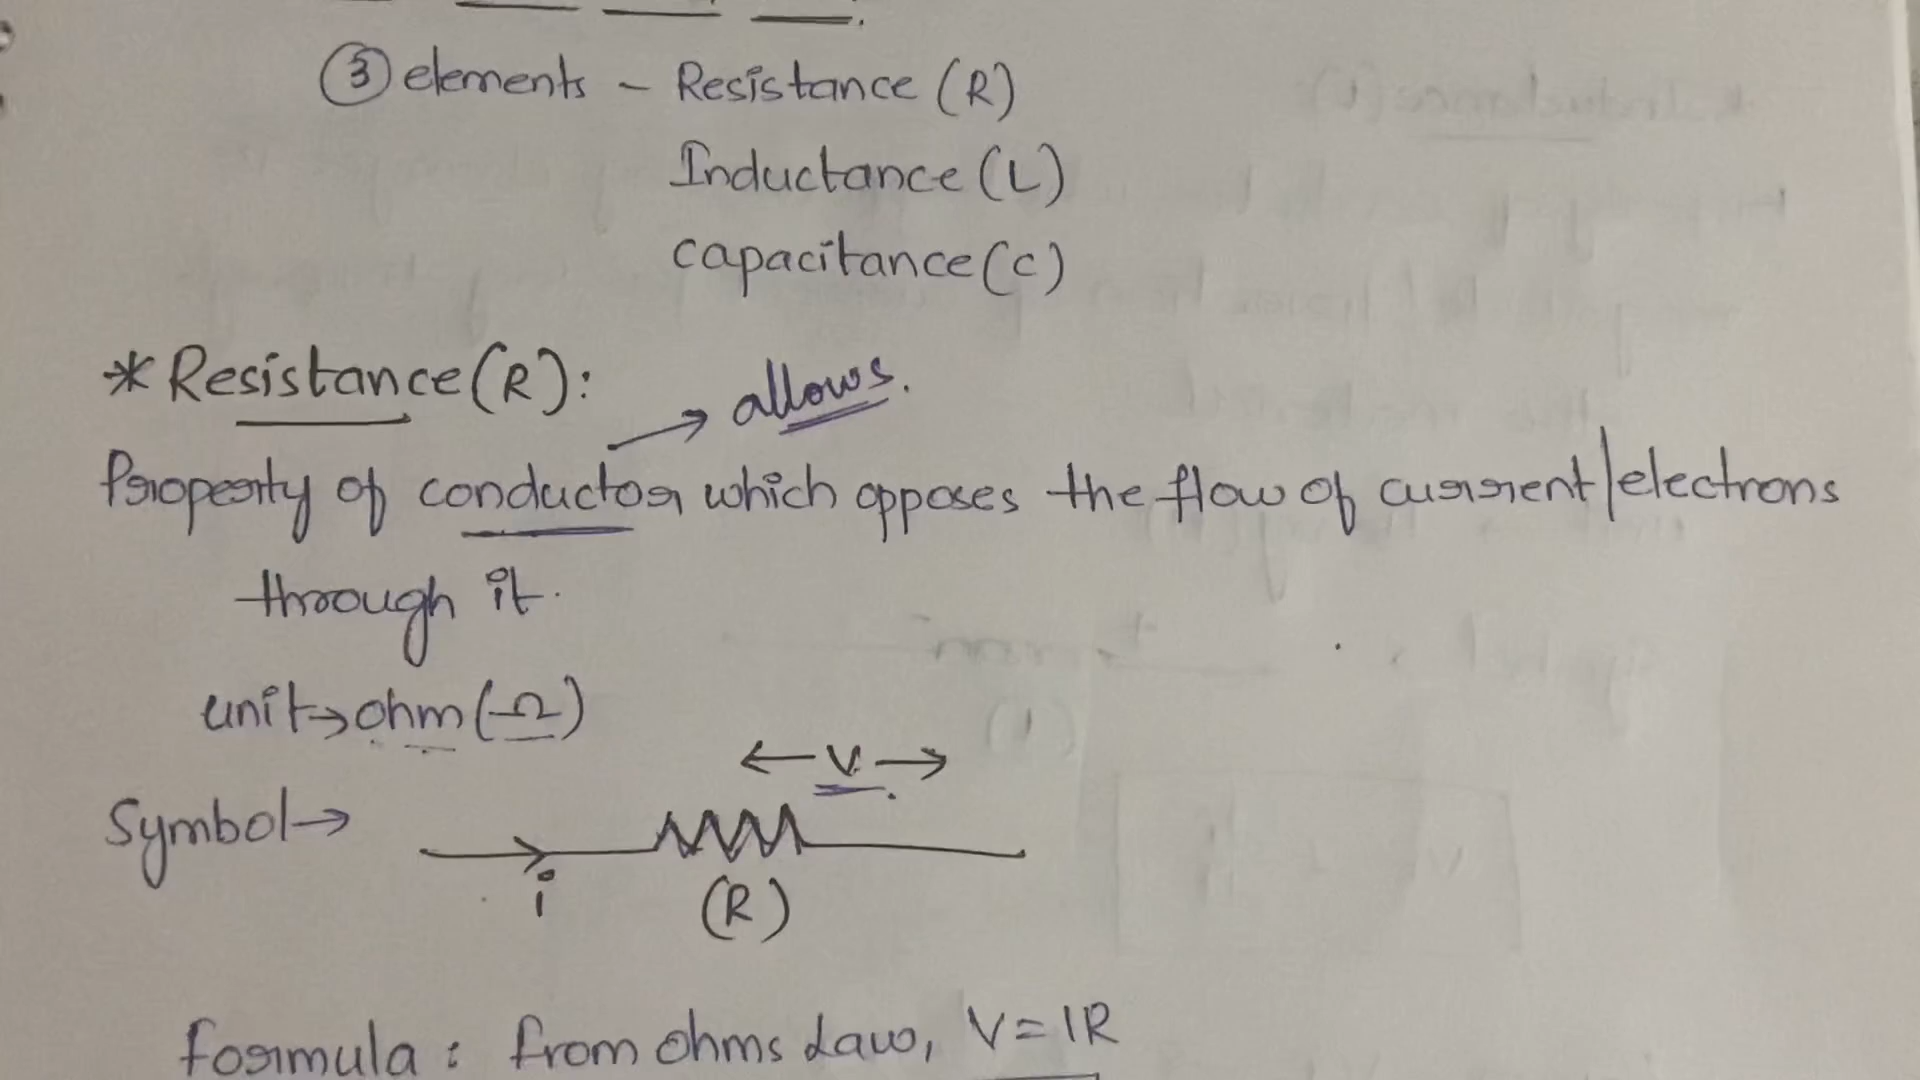 ③ elements - Resistance (R)
Inductance (L)
capacitance (c)
* Resistance (R):
→ allows.
Property of conductor which opposes the flow of current/electrons
through it.
unit → ohm (Ω)
← V →
Symbol →
i
(R)
formula : from ohms Law, V = IR